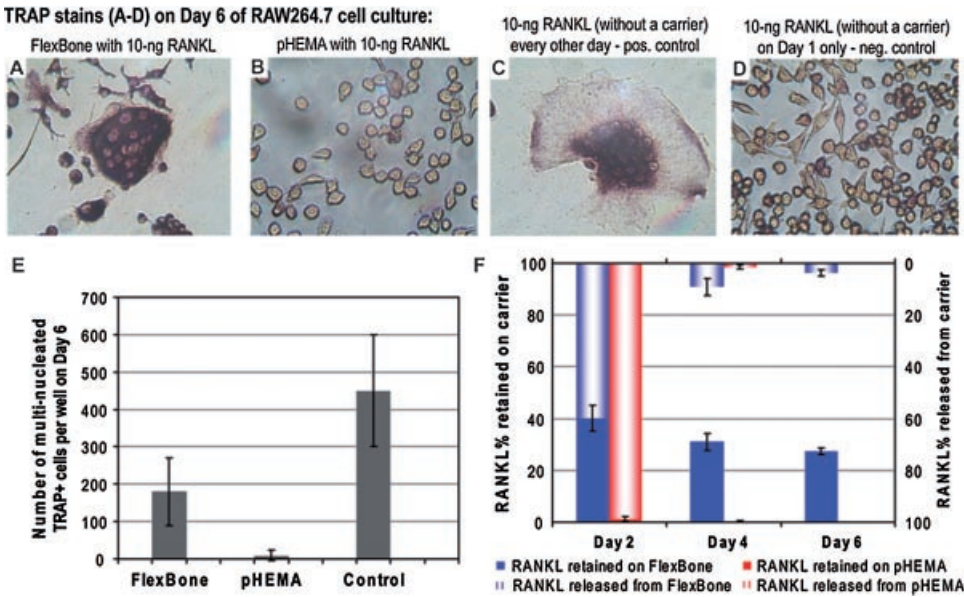 TRAP stains (A-D) on Day 6 of RAW264.7 cell culture:
FlexBone with 10-ng RANKL
pHEMA with 10-ng RANKL
10-ng RANKL (without a carrier)
every other day - pos. control
10-ng RANKL (without a carrier)
on Day 1 only - neg. control
A
B
C
D
E
Number of multi-nucleated
TRAP+ cells per well on Day 6
700
600
500
400
300
200
100
0
FlexBone
pHEMA
Control
F
RANKL% retained on carrier
100
80
60
40
20
0
0
20
40
60
80
100
RANKL% released from carrier
Day 2
Day 4
Day 6
RANKL retained on FlexBone
RANKL retained on pHEMA
RANKL released from FlexBone
RANKL released from pHEMA